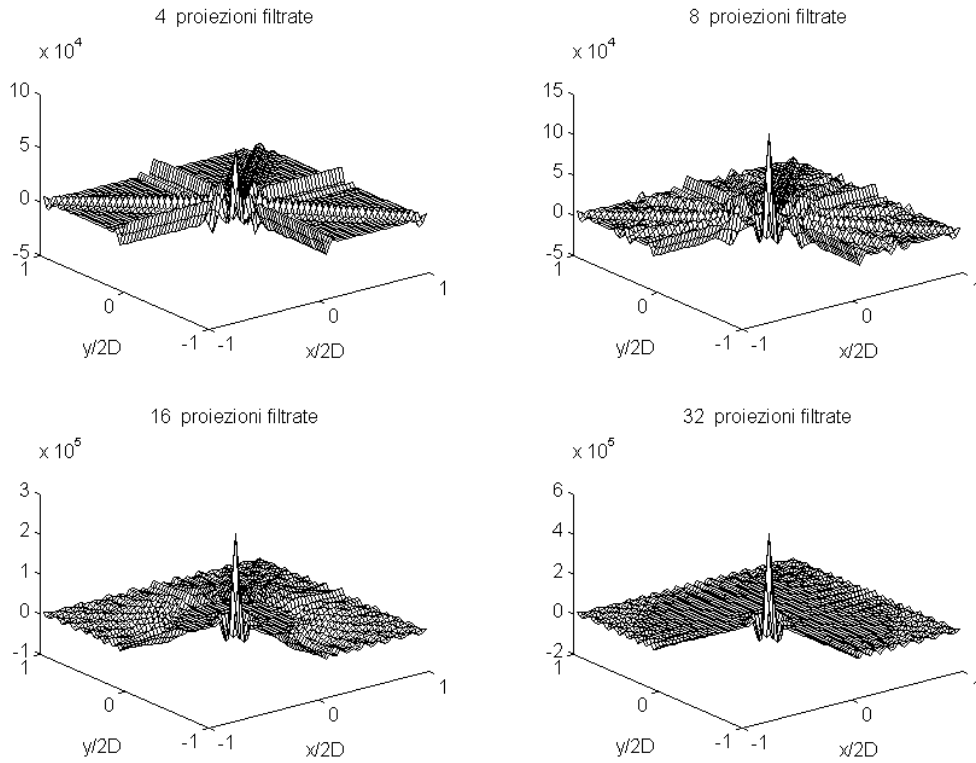 4 proiezioni filtrate
x 10^4
10
5
0
-5
1
0
-1
y/2D
-1
0
1
x/2D
8 proiezioni filtrate
x 10^4
15
10
5
0
-5
1
0
-1
y/2D
-1
0
1
x/2D
16 proiezioni filtrate
x 10^5
3
2
1
0
-1
1
0
-1
y/2D
-1
0
1
x/2D
32 proiezioni filtrate
x 10^5
6
4
2
0
-2
1
0
-1
y/2D
-1
0
1
x/2D